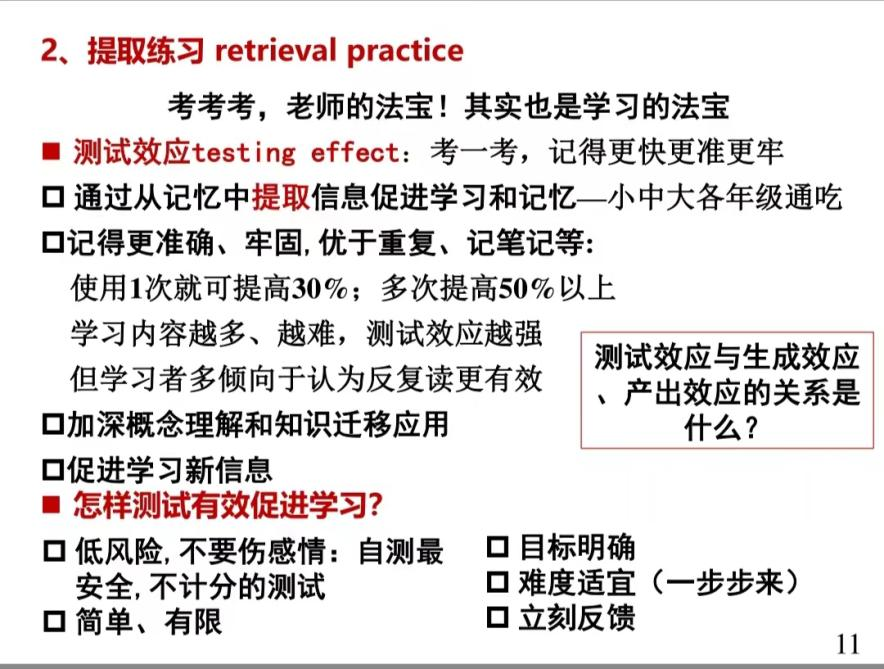 2、提取练习 retrieval practice
考考考，老师的法宝！其实也是学习的法宝
■ 测试效应testing effect：考一考，记得更快更准更牢
□ 通过从记忆中提取信息促进学习和记忆—小中大各年级通吃
□记得更准确、牢固,优于重复、记笔记等:
使用1次就可提高30%；多次提高50%以上
学习内容越多、越难，测试效应越强
但学习者多倾向于认为反复读更有效
测试效应与生成效应
、产出效应的关系是
什么？
□加深概念理解和知识迁移应用
□促进学习新信息
■ 怎样测试有效促进学习?
□ 低风险,不要伤感情：自测最
安全,不计分的测试
□ 简单、有限
□ 目标明确
□ 难度适宜（一步步来）
□ 立刻反馈
11